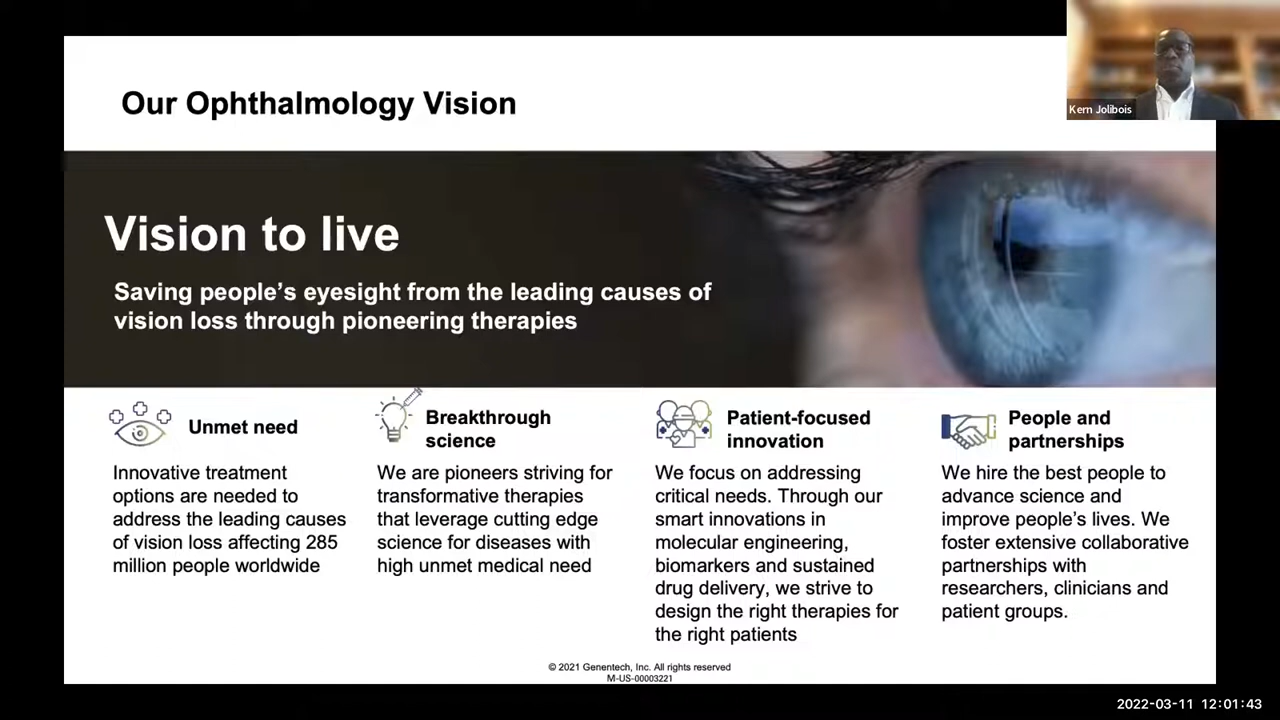 Our Ophthalmology Vision
Kern Jolibois
Vision to live
Saving people's eyesight from the leading causes of
vision loss through pioneering therapies
Unmet need
Innovative treatment
options are needed to
address the leading causes
of vision loss affecting 285
million people worldwide
Breakthrough
science
We are pioneers striving for
transformative therapies
that leverage cutting edge
science for diseases with
high unmet medical need
Patient-focused
innovation
We focus on addressing
critical needs. Through our
smart innovations in
molecular engineering,
biomarkers and sustained
drug delivery, we strive to
design the right therapies for
the right patients
People and
partnerships
We hire the best people to
advance science and
improve people's lives. We
foster extensive collaborative
partnerships with
researchers, clinicians and
patient groups.
© 2021 Genentech, Inc. All rights reserved
M-US-00003221
2022-03-11 12:01:43